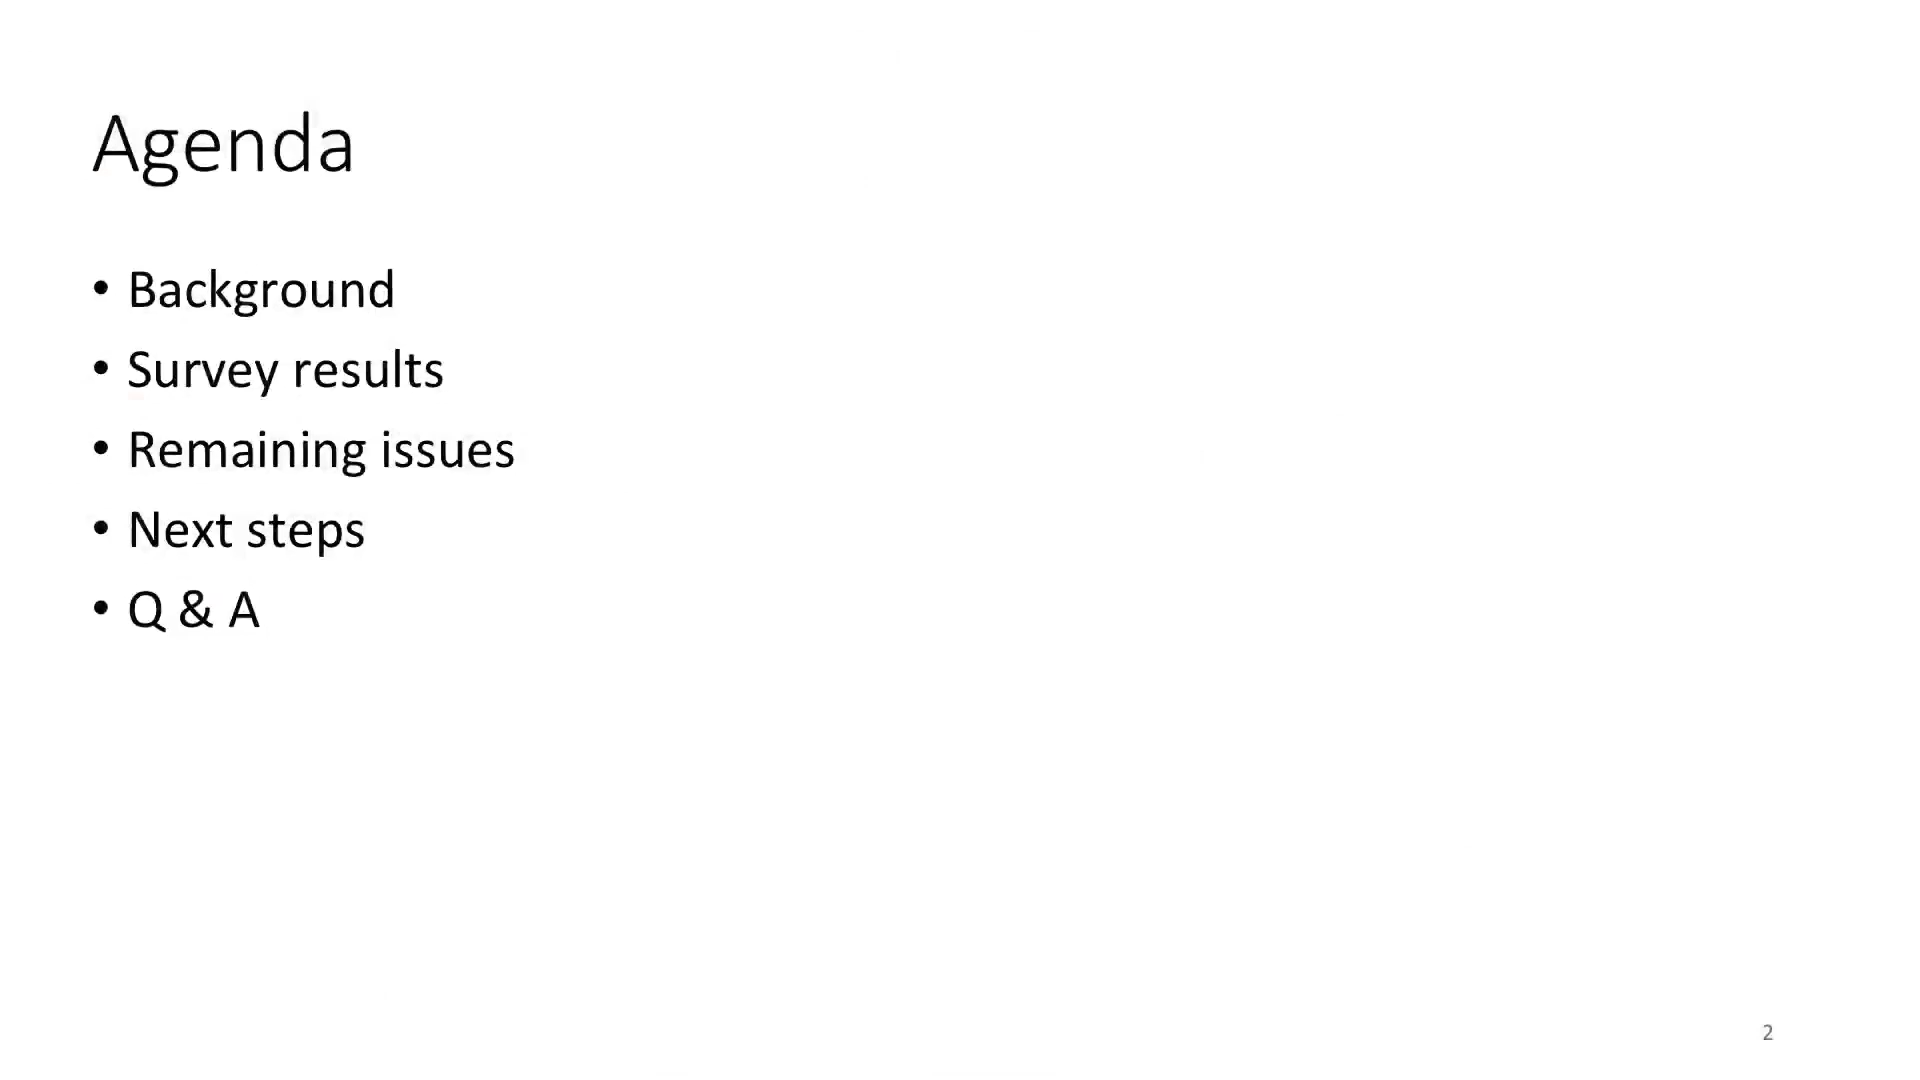 Agenda
• Background
• Survey results
• Remaining issues
• Next steps
• Q & A
2